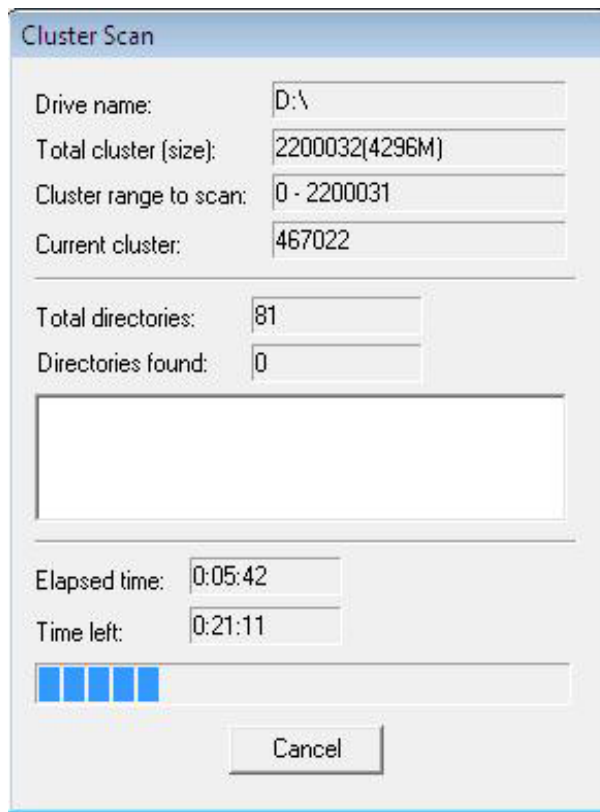 Cluster Scan
Drive name: D:\
Total cluster (size): 2200032(4296M)
Cluster range to scan: 0 - 2200031
Current cluster: 467022
Total directories: 81
Directories found: 0
Elapsed time: 0:05:42
Time left: 0:21:11
Cancel